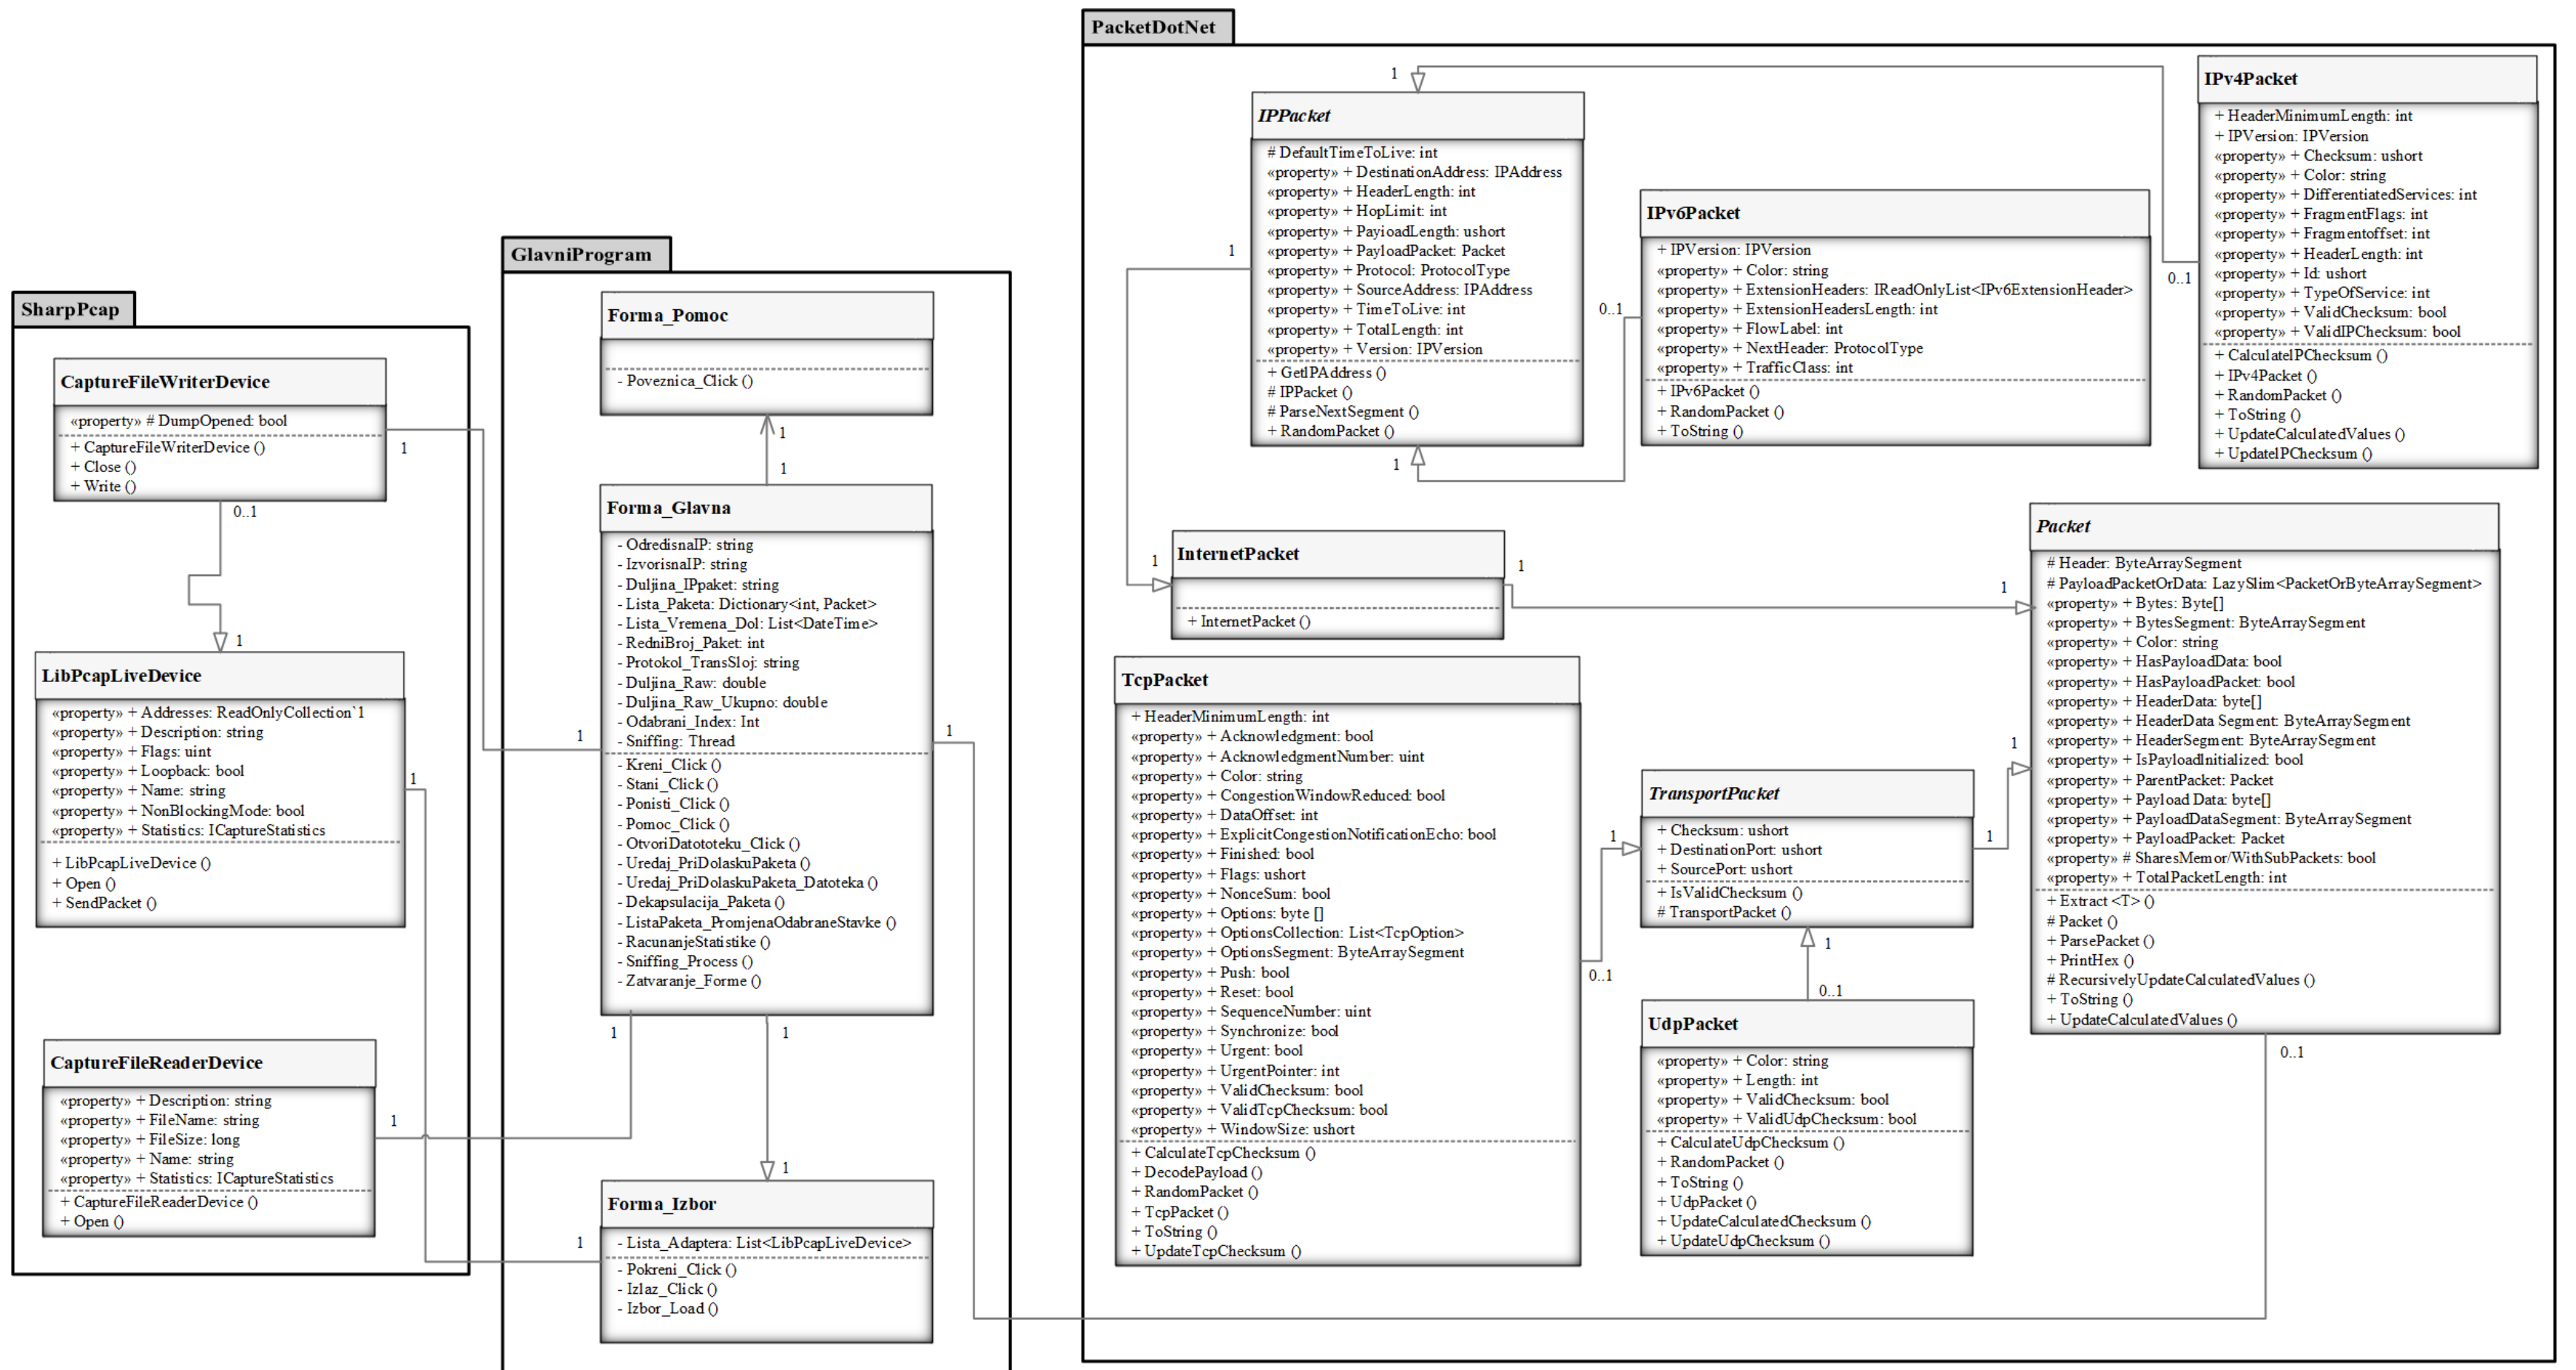 SharpPcap
CaptureFileWriterDevice
«property» # DumpOpened: bool
+ CaptureFileWriterDevice ()
+ Close ()
+ Write ()
1
0..1
1
LibPcapLiveDevice
«property» + Addresses: ReadOnlyCollection`1
«property» + Description: string
«property» + Flags: uint
«property» + Loopback: bool
«property» + Name: string
«property» + NonBlockingMode: bool
«property» + Statistics: ICaptureStatistics
+ LibPcapLiveDevice ()
+ Open ()
+ SendPacket ()
1
CaptureFileReaderDevice
«property» + Description: string
«property» + FileName: string
«property» + FileSize: long
«property» + Name: string
«property» + Statistics: ICaptureStatistics
+ CaptureFileReaderDevice ()
+ Open ()
1
GlavniProgram
Forma_Pomoc
- Poveznica_Click ()
1
1
Forma_Glavna
- OdredisnaIP: string
- IzvorisnaIP: string
- Duljina_IPpaket: string
- Lista_Paketa: Dictionary<int, Packet>
- Lista_Vremena_Dol: List<DateTime>
- RedniBroj_Paket: int
- Protokol_TransSloj: string
- Duljina_Raw: double
- Duljina_Raw_Ukupno: double
- Odabrani_Index: Int
- Sniffing: Thread
- Kreni_Click ()
- Stani_Click ()
- Ponisti_Click ()
- Pomoc_Click ()
- OtvoriDatototeku_Click ()
- Uredaj_PriDolaskuPaketa ()
- Uredaj_PriDolaskuPaketa_Datoteka ()
- Dekapsulacija_Paketa ()
- ListaPaketa_PromjenaOdabraneStavke ()
- RacunanjeStatistike ()
- Sniffing_Process ()
- Zatvaranje_Forme ()
1
1
1
1
1
Forma_Izbor
- Lista_Adaptera: List<LibPcapLiveDevice>
- Pokreni_Click ()
- Izlaz_Click ()
- Izbor_Load ()
1
PacketDotNet
1
IPPacket
# DefaultTimeToLive: int
«property» + DestinationAddress: IPAddress
«property» + HeaderLength: int
«property» + HopLimit: int
«property» + PayioadLength: ushort
«property» + PayloadPacket: Packet
«property» + Protocol: ProtocolType
«property» + SourceAddress: IPAddress
«property» + TimeToLive: int
«property» + TotalLength: int
«property» + Version: IPVersion
+ GetIPAddress ()
# IPPacket ()
# ParseNextSegment ()
+ RandomPacket ()
1
1
IPv6Packet
+ IPVersion: IPVersion
«property» + Color: string
«property» + ExtensionHeaders: IReadOnlyList<IPv6ExtensionHeader>
«property» + ExtensionHeadersLength: int
«property» + FlowLabel: int
«property» + NextHeader: ProtocolType
«property» + TrafficClass: int
+ IPv6Packet ()
+ RandomPacket ()
+ ToString ()
0..1
IPv4Packet
+ HeaderMinimumLength: int
+ IPVersion: IPVersion
«property» + Checksum: ushort
«property» + Color: string
«property» + DifferentiatedServices: int
«property» + FragmentFlags: int
«property» + Fragmentoffset: int
«property» + HeaderLength: int
«property» + Id: ushort
«property» + TypeOfService: int
«property» + ValidChecksum: bool
«property» + ValidIPChecksum: bool
+ CalculateIPChecksum ()
+ IPv4Packet ()
+ RandomPacket ()
+ ToString ()
+ UpdateCalculatedValues ()
+ UpdateIPChecksum ()
0..1
1
InternetPacket
+ InternetPacket ()
1
1
Packet
# Header: ByteArraySegment
# PayloadPacketOrData: LazySlim<PacketOrByteArraySegment>
«property» + Bytes: Byte[]
«property» + BytesSegment: ByteArraySegment
«property» + Color: string
«property» + HasPayloadData: bool
«property» + HasPayloadPacket: bool
«property» + HeaderData: byte[]
«property» + HeaderData Segment: ByteArraySegment
«property» + HeaderSegment: ByteArraySegment
«property» + IsPayloadInitialized: bool
«property» + ParentPacket: Packet
«property» + Payload Data: byte[]
«property» + PayloadDataSegment: ByteArraySegment
«property» + PayloadPacket: Packet
«property» # SharesMemor/WithSubPackets: bool
«property» + TotalPacketLength: int
+ Extract <T> ()
# Packet ()
+ ParsePacket ()
+ PrintHex ()
# RecursivelyUpdateCalculatedValues ()
+ ToString ()
+ UpdateCalculatedValues ()
1
0..1
TcpPacket
+ HeaderMinimumLength: int
«property» + Acknowledgment: bool
«property» + AcknowledgmentNumber: uint
«property» + Color: string
«property» + CongestionWindowReduced: bool
«property» + DataOffset: int
«property» + ExplicitCongestionNotificationEcho: bool
«property» + Finished: bool
«property» + Flags: ushort
«property» + NonceSum: bool
«property» + Options: byte []
«property» + OptionsCollection: List<TcpOption>
«property» + OptionsSegment: ByteArraySegment
«property» + Push: bool
«property» + Reset: bool
«property» + SequenceNumber: uint
«property» + Synchronize: bool
«property» + Urgent: bool
«property» + UrgentPointer: int
«property» + ValidChecksum: bool
«property» + ValidTcpChecksum: bool
«property» + WindowSize: ushort
+ CalculateTcpChecksum ()
+ DecodePayload ()
+ RandomPacket ()
+ TcpPacket ()
+ ToString ()
+ UpdateTcpChecksum ()
0..1
1
TransportPacket
+ Checksum: ushort
+ DestinationPort: ushort
+ SourcePort: ushort
+ IsValidChecksum ()
# TransportPacket ()
1
1
0..1
UdpPacket
«property» + Color: string
«property» + Length: int
«property» + ValidChecksum: bool
«property» + ValidUdpChecksum: bool
+ CalculateUdpChecksum ()
+ RandomPacket ()
+ ToString ()
+ UdpPacket ()
+ UpdateCalculatedChecksum ()
+ UpdateUdpChecksum ()